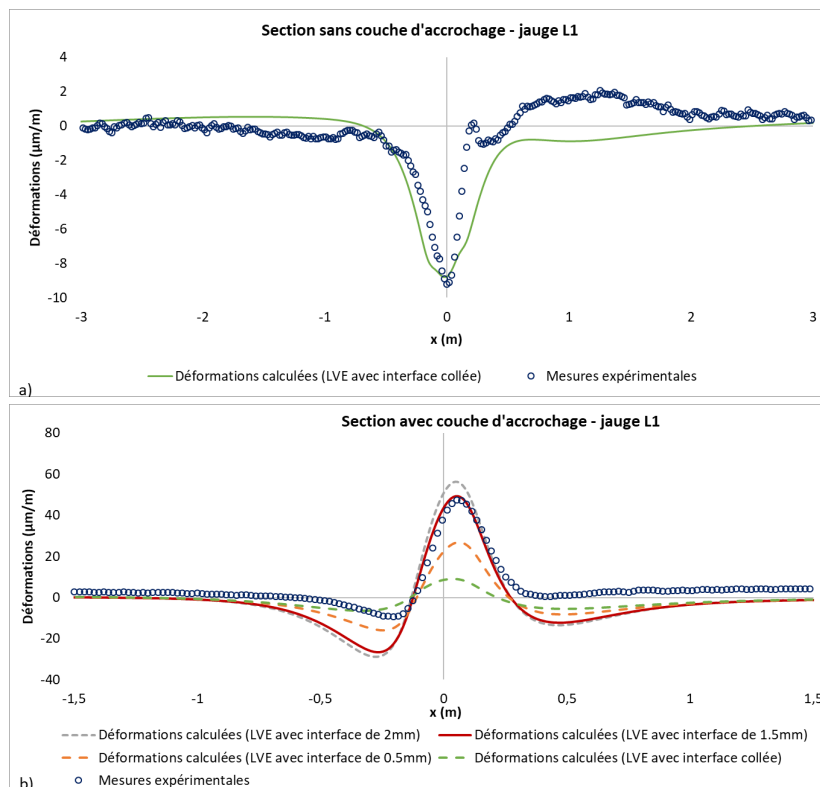 Section sans couche d'accrochage - jauge L1
4
2
0
-2
-4
-6
-8
-10
Déformations (µm/m)
-3
-2
-1
0
1
2
3
x (m)
Déformations calculées (LVE avec interface collée)
Mesures expérimentales
a)
Section avec couche d'accrochage - jauge L1
80
60
40
20
0
-20
-40
Déformations (µm/m)
-1,5
-1
-0,5
0
0,5
1
1,5
x (m)
Déformations calculées (LVE avec interface de 2mm)
Déformations calculées (LVE avec interface de 1.5mm)
Déformations calculées (LVE avec interface de 0.5mm)
Déformations calculées (LVE avec interface collée)
Mesures expérimentales
b)